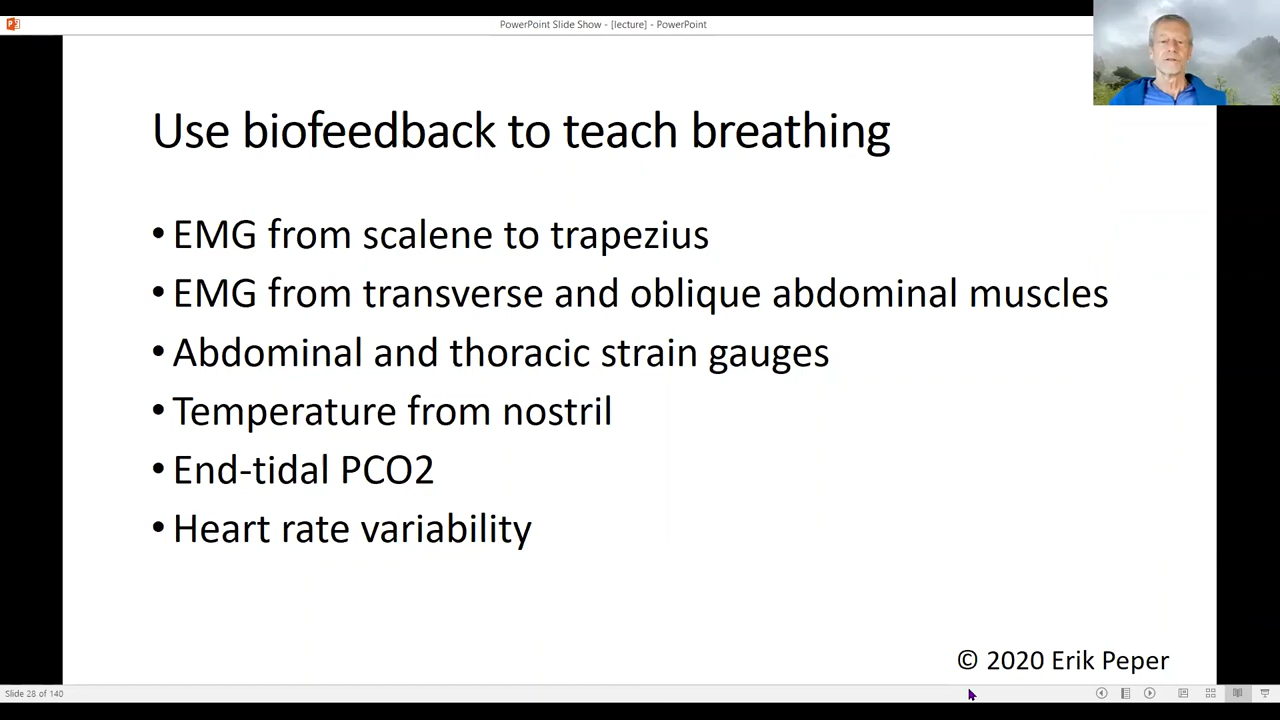 PowerPoint Slide Show - [lecture] - PowerPoint
Use biofeedback to teach breathing
• EMG from scalene to trapezius
• EMG from transverse and oblique abdominal muscles
• Abdominal and thoracic strain gauges
• Temperature from nostril
• End-tidal PCO2
• Heart rate variability
© 2020 Erik Peper
Slide 28 of 140